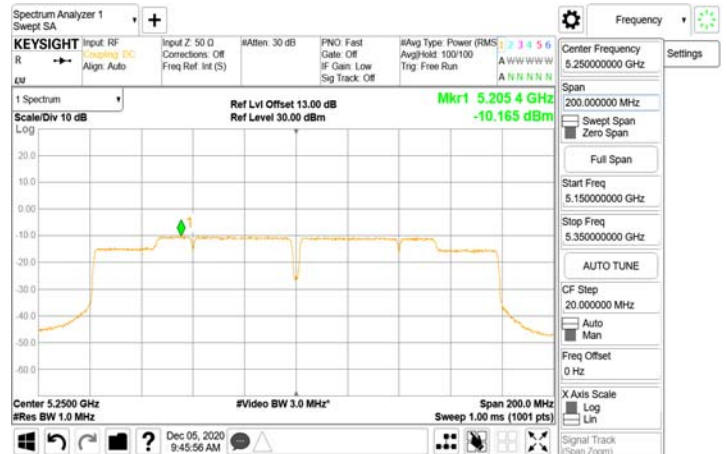 Spectrum Analyzer 1
Swept SA
Frequency
KEYSIGHT
Input: RF
Coupling: DC
Align: Auto
Input Z: 50 Ω
Corrections: Off
Freq Ref: Int (S)
#Atten: 30 dB
PNO: Fast
Gate: Off
IF Gain: Low
Sig Track: Off
#Avg Type: Power (RMS
Avg|Hold: 100/100
Trig: Free Run
1 2 3 4 5 6
A W W W W W
A N N N N N
R
Center Frequency
5.250000000 GHz
Settings
1 Spectrum
Scale/Div 10 dB
Log
Ref Lvl Offset 13.00 dB
Ref Level 30.00 dBm
Mkr1 5.205 4 GHz
-10.165 dBm
Span
200.000000 MHz
Swept Span
Zero Span
Full Span
Start Freq
5.150000000 GHz
Stop Freq
5.350000000 GHz
AUTO TUNE
CF Step
20.000000 MHz
Auto
Man
Freq Offset
0 Hz
X Axis Scale
Log
Lin
Signal Track
(Span Zoom)
20.0
10.0
0.00
-10.0
-20.0
-30.0
-40.0
-50.0
-60.0
1
Center 5.2500 GHz
#Res BW 1.0 MHz
#Video BW 3.0 MHz*
Span 200.0 MHz
Sweep 1.00 ms (1001 pts)
?
Dec 05, 2020
9:45:56 AM